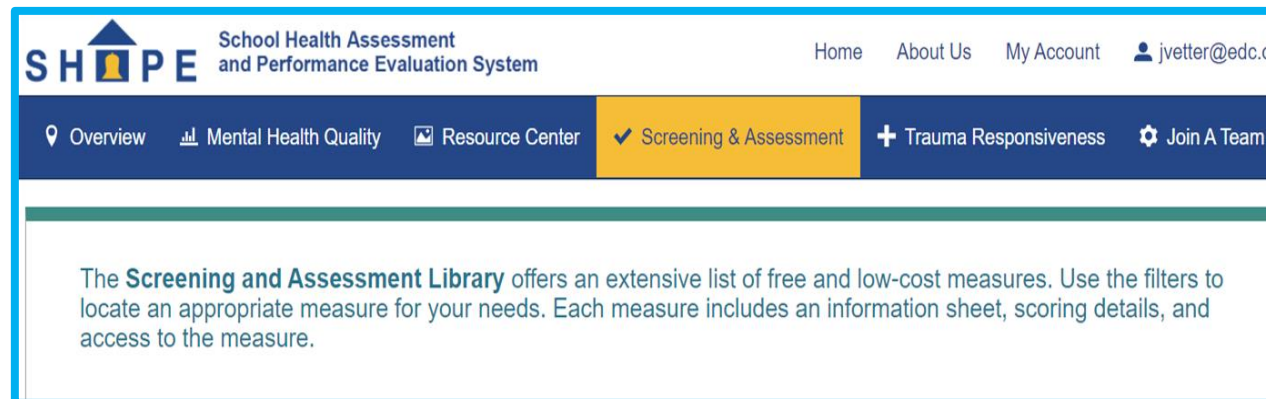 SHAPE
School Health Assessment
and Performance Evaluation System
Home About Us My Account jvetter@edc.o
Overview Mental Health Quality Resource Center Screening & Assessment Trauma Responsiveness Join A Team
The Screening and Assessment Library offers an extensive list of free and low-cost measures. Use the filters to
locate an appropriate measure for your needs. Each measure includes an information sheet, scoring details, and
access to the measure.